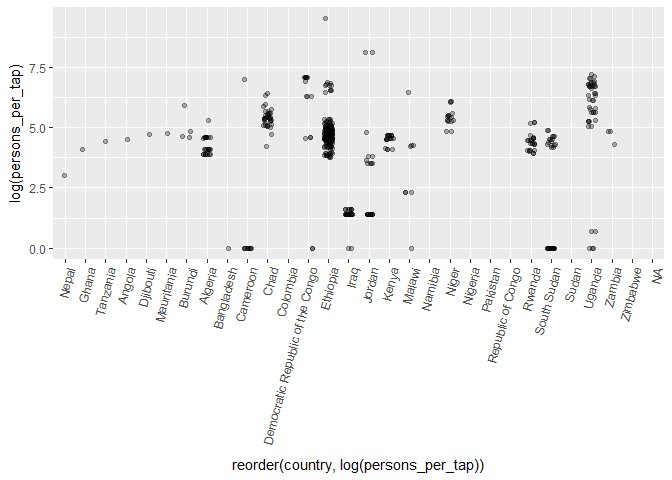 log(persons_per_tap)
7.5
5.0
2.5
0.0
Nepal
Ghana
Tanzania
Angola
Djibouti
Mauritania
Burundi
Algeria
Bangladesh
Cameroon
Chad
Colombia
Democratic Republic of the Congo
Ethiopia
Iraq
Jordan
Kenya
Malawi
Namibia
Niger
Nigeria
Pakistan
Republic of Congo
Rwanda
South Sudan
Sudan
Uganda
Zambia
Zimbabwe
NA
reorder(country, log(persons_per_tap))